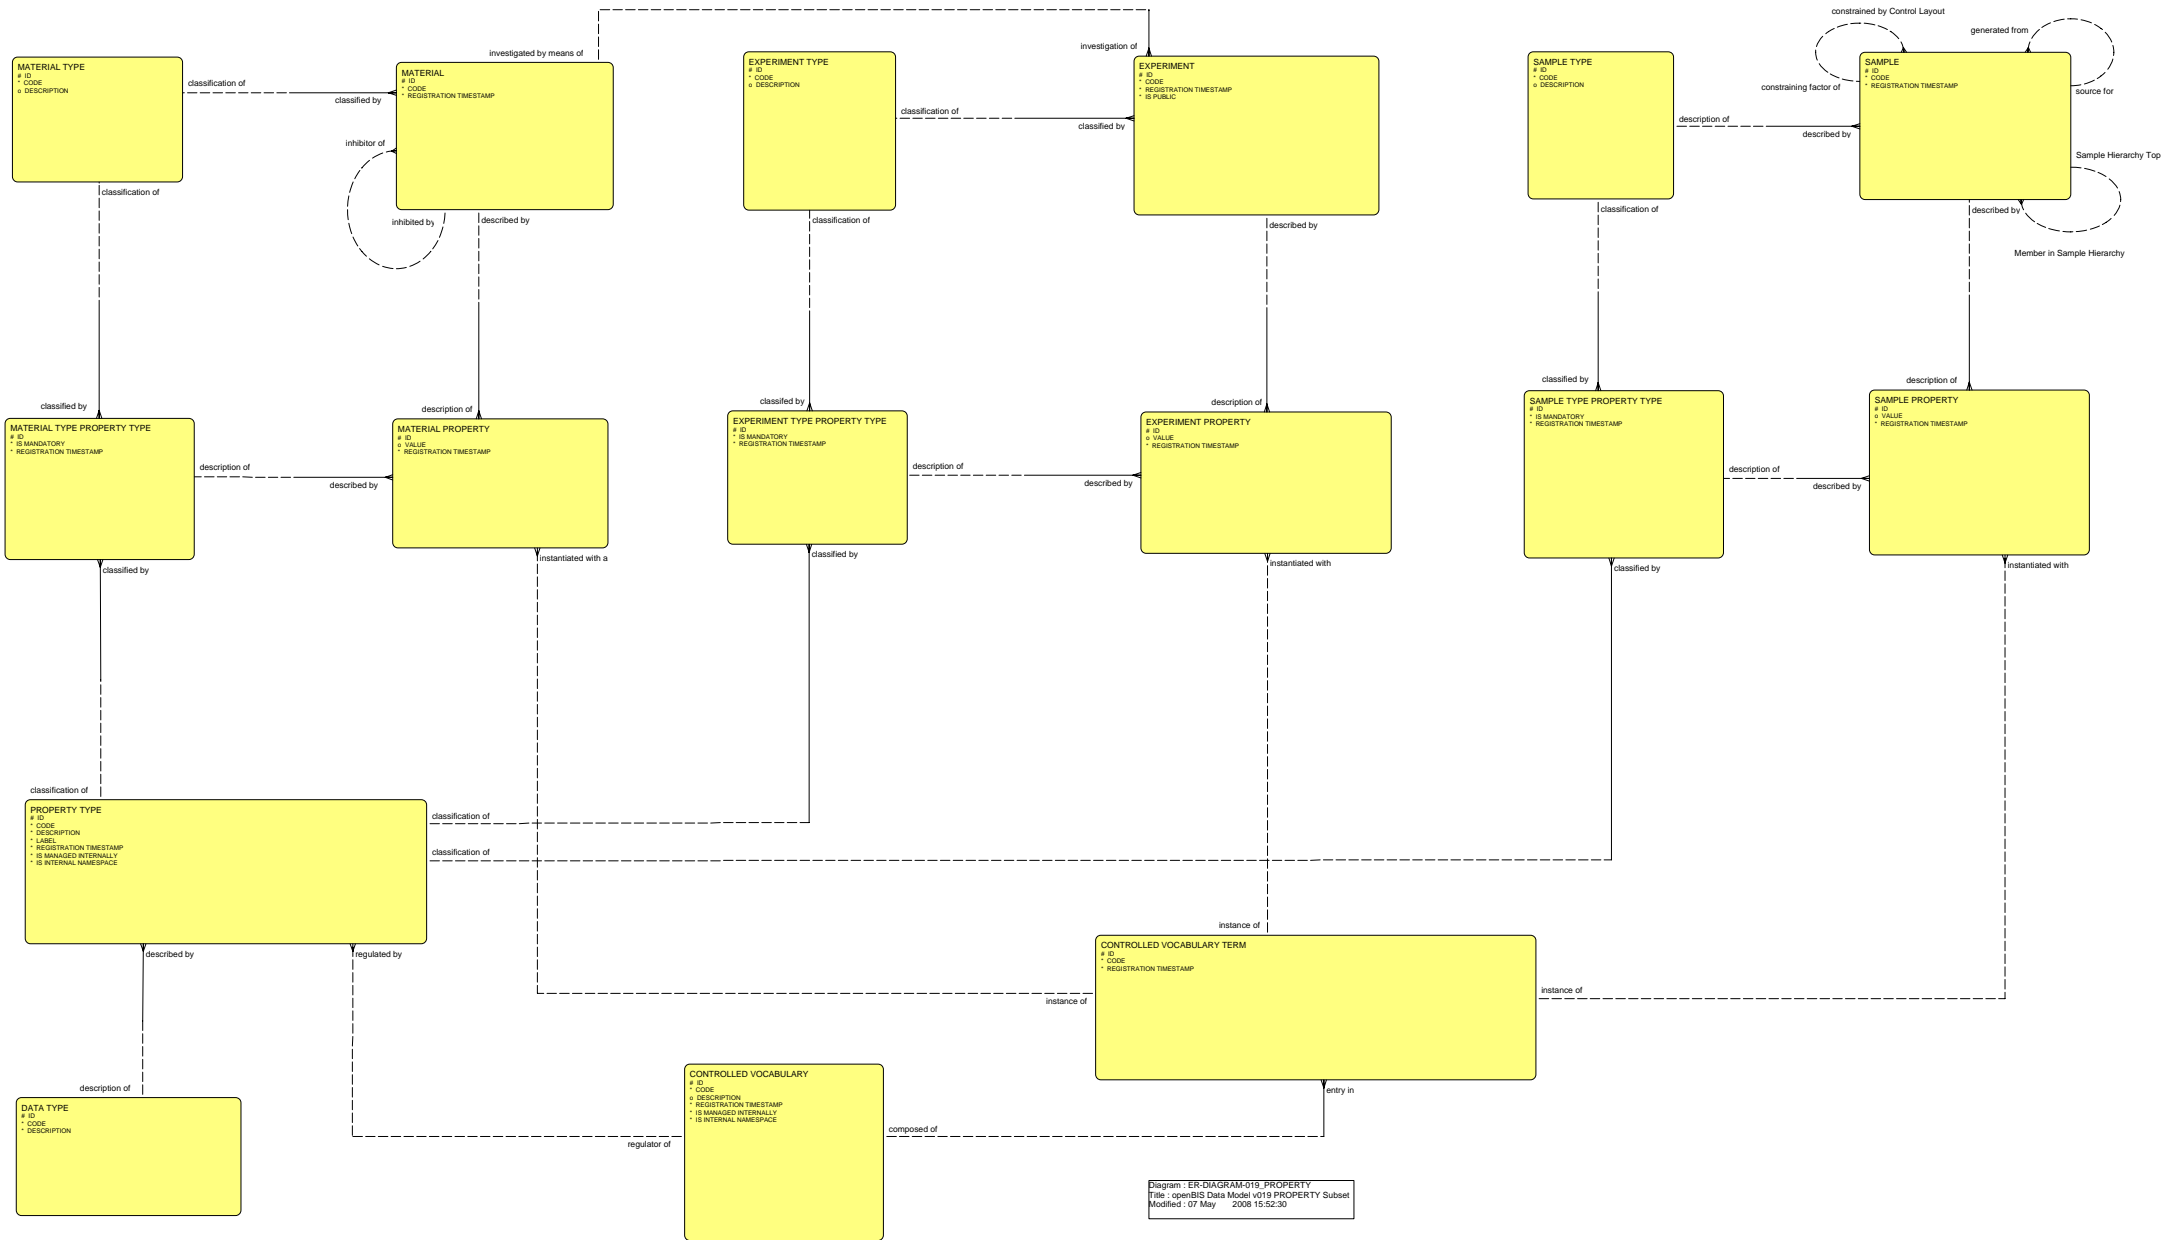 constrained by Control Layout
generated from
investigated by means of
investigation of
MATERIAL TYPE
# ID
* CODE
o DESCRIPTION
classification of
classified by
classification of
MATERIAL
# ID
* CODE
* REGISTRATION TIMESTAMP
inhibitor of
inhibited by
described by
EXPERIMENT TYPE
# ID
* CODE
o DESCRIPTION
classification of
classified by
classification of
EXPERIMENT
# ID
* CODE
* REGISTRATION TIMESTAMP
* IS PUBLIC
described by
SAMPLE TYPE
# ID
* CODE
o DESCRIPTION
description of
described by
classification of
constraining factor of
SAMPLE
# ID
* CODE
* REGISTRATION TIMESTAMP
source for
Sample Hierarchy Top
described by
Member in Sample Hierarchy
classified by
MATERIAL TYPE PROPERTY TYPE
# ID
* IS MANDATORY
* REGISTRATION TIMESTAMP
description of
described by
classified by
description of
MATERIAL PROPERTY
# ID
o VALUE
* REGISTRATION TIMESTAMP
instantiated with a
classifed by
EXPERIMENT TYPE PROPERTY TYPE
# ID
* IS MANDATORY
* REGISTRATION TIMESTAMP
description of
described by
classified by
description of
EXPERIMENT PROPERTY
# ID
o VALUE
* REGISTRATION TIMESTAMP
instantiated with
classified by
SAMPLE TYPE PROPERTY TYPE
# ID
* IS MANDATORY
* REGISTRATION TIMESTAMP
description of
described by
classified by
description of
SAMPLE PROPERTY
# ID
o VALUE
* REGISTRATION TIMESTAMP
instantiated with
classification of
PROPERTY TYPE
# ID
* CODE
* DESCRIPTION
* LABEL
* REGISTRATION TIMESTAMP
* IS MANAGED INTERNALLY
* IS INTERNAL NAMESPACE
classification of
classification of
described by
regulated by
instance of
CONTROLLED VOCABULARY TERM
# ID
* CODE
* REGISTRATION TIMESTAMP
instance of
instance of
entry in
description of
DATA TYPE
# ID
* CODE
* DESCRIPTION
regulator of
CONTROLLED VOCABULARY
# ID
* CODE
o DESCRIPTION
* REGISTRATION TIMESTAMP
* IS MANAGED INTERNALLY
* IS INTERNAL NAMESPACE
composed of
Diagram : ER-DIAGRAM-019_PROPERTY
Title : openBIS Data Model v019 PROPERTY Subset
Modified : 07 May 2008 15:52:30